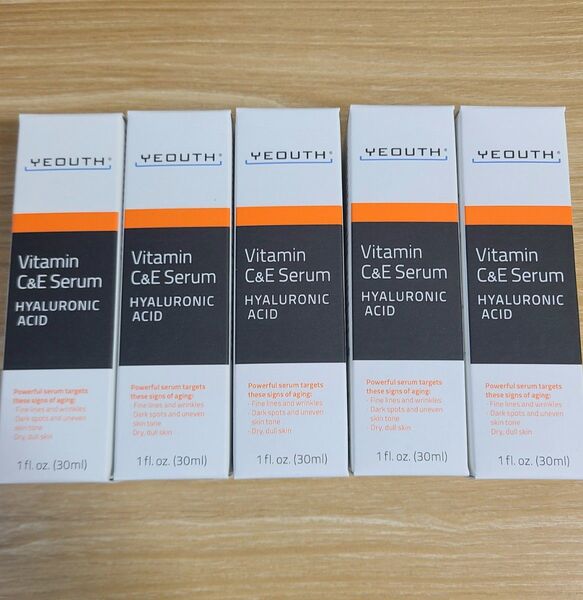 YEOUTH®
Vitamin
C&E Serum
HYALURONIC
ACID
Powerful serum targets
these signs of aging:
- Fine lines and wrinkles
- Dark spots and uneven
skin tone
- Dry, dull skin
1 fl. oz. (30ml)
YEOUTH®
Vitamin
C&E Serum
HYALURONIC
ACID
Powerful serum targets
these signs of aging:
- Fine lines and wrinkles
- Dark spots and uneven
skin tone
- Dry, dull skin
1 fl. oz. (30ml)
YEOUTH®
Vitamin
C&E Serum
HYALURONIC
ACID
Powerful serum targets
these signs of aging:
- Fine lines and wrinkles
- Dark spots and uneven
skin tone
- Dry, dull skin
1 fl. oz. (30ml)
YEOUTH®
Vitamin
C&E Serum
HYALURONIC
ACID
Powerful serum targets
these signs of aging:
- Fine lines and wrinkles
- Dark spots and uneven
skin tone
- Dry, dull skin
1 fl. oz. (30ml)
YEOUTH®
Vitamin
C&E Serum
HYALURONIC
ACID
Powerful serum targets
these signs of aging:
- Fine lines and wrinkles
- Dark spots and uneven
skin tone
- Dry, dull skin
1 fl. oz. (30ml)